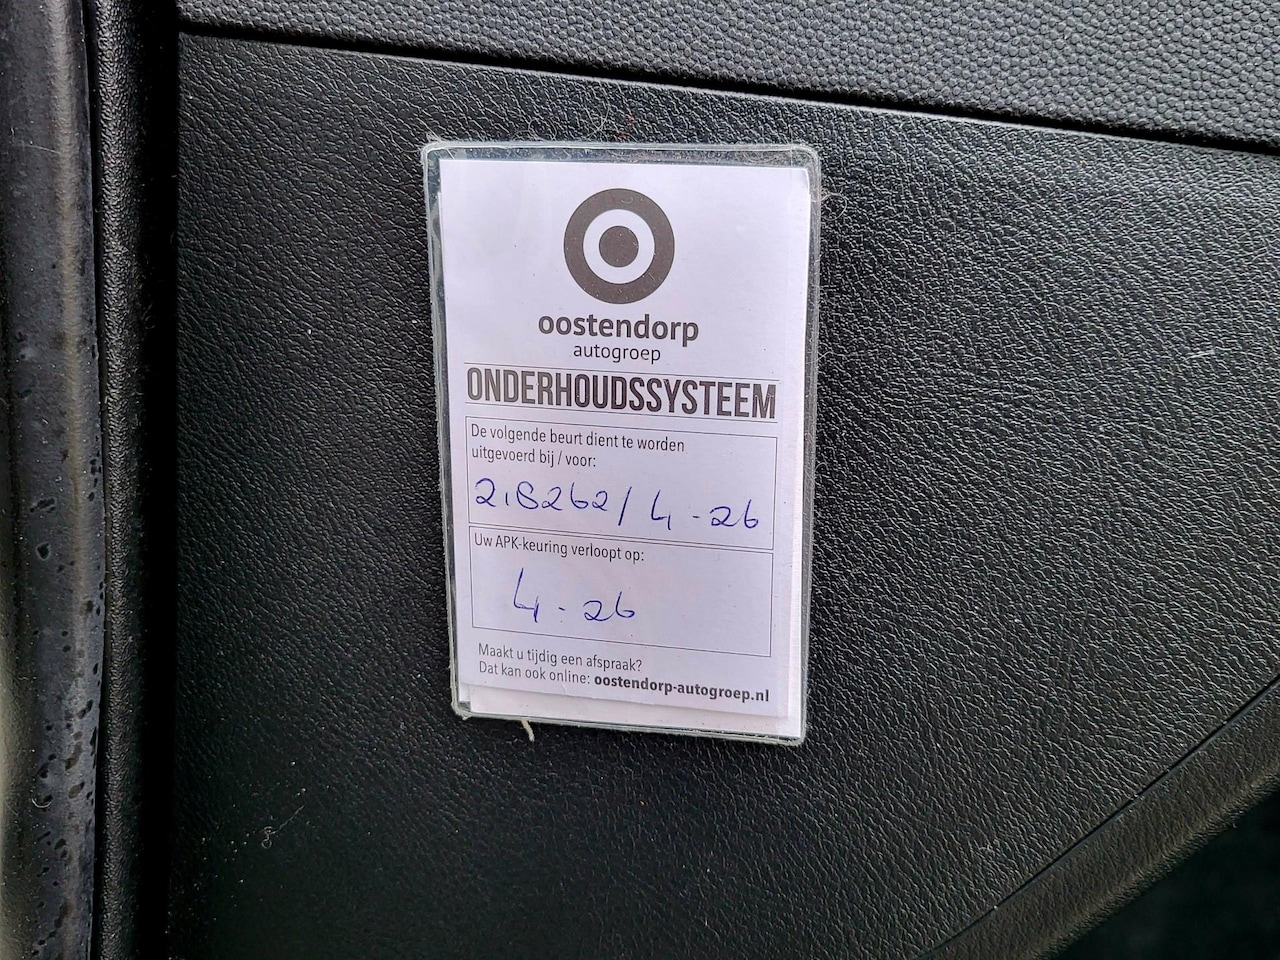 oostendorp
autogroep
ONDERHOUDSSYSTEEM
De volgende beurt dient te worden
uitgevoerd bij / voor:
218262 / 4-26
Uw APK-keuring verloopt op:
4-26
Maakt u tijdig een afspraak?
Dat kan ook online: oostendorp-autogroep.nl